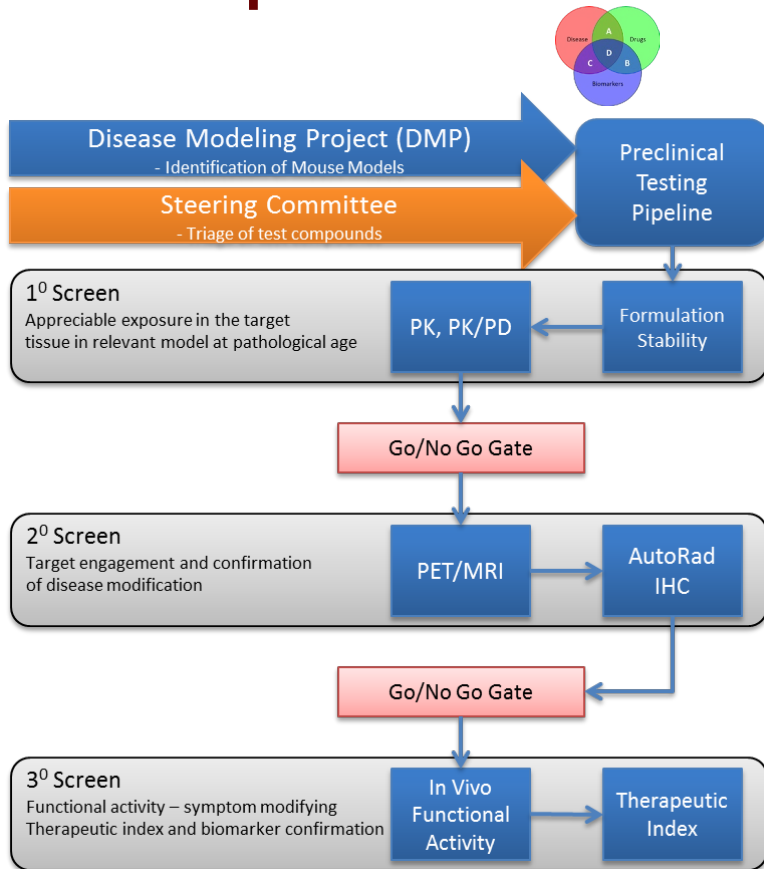 Disease
A
Drugs
D
C
B
Biomarkers
Disease Modeling Project (DMP)
- Identification of Mouse Models
Steering Committee
- Triage of test compounds
Preclinical
Testing
Pipeline
1⁰ Screen
Appreciable exposure in the target
tissue in relevant model at pathological age
PK, PK/PD
Formulation
Stability
Go/No Go Gate
2⁰ Screen
Target engagement and confirmation
of disease modification
PET/MRI
AutoRad
IHC
Go/No Go Gate
3⁰ Screen
Functional activity – symptom modifying
Therapeutic index and biomarker confirmation
In Vivo
Functional
Activity
Therapeutic
Index